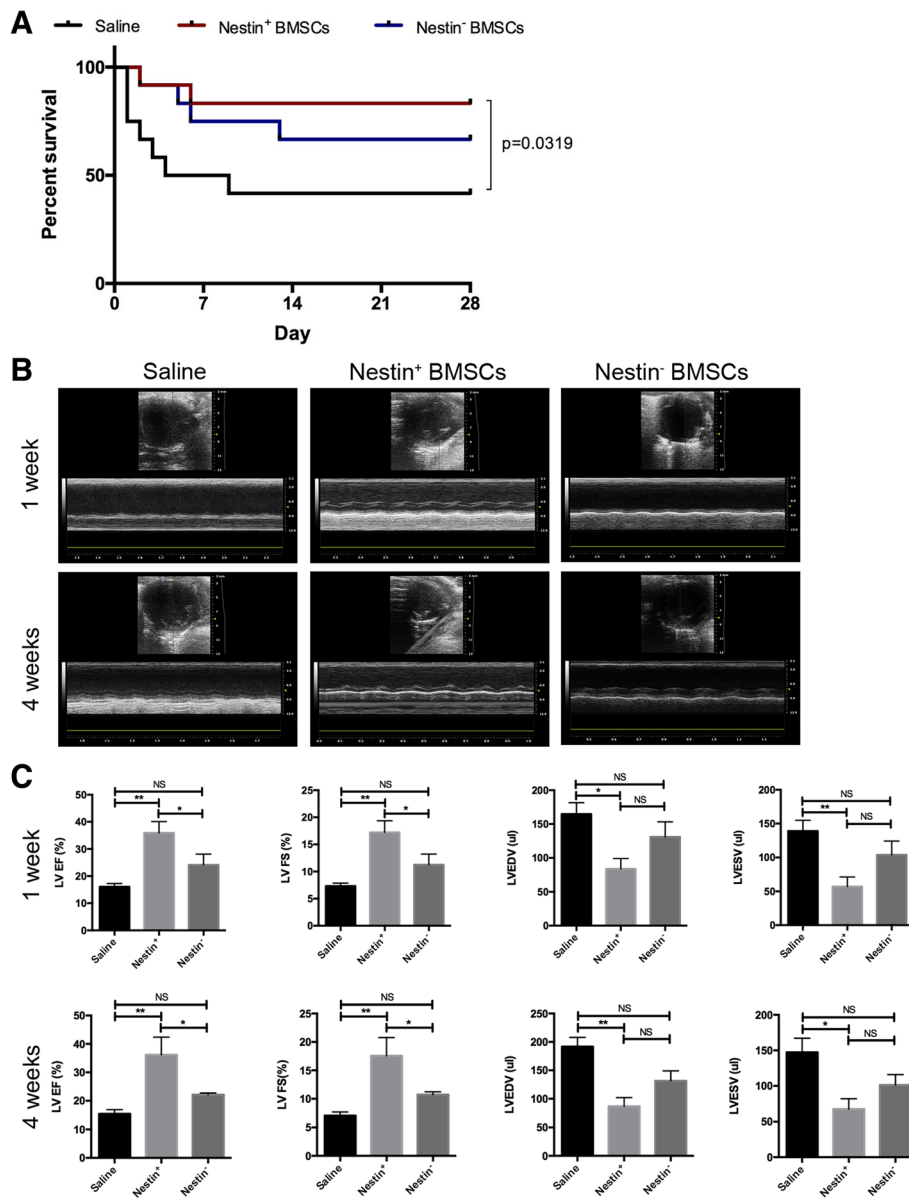 A
Saline Nestin⁺ BMSCs Nestin⁻ BMSCs
100
50
0
Percent survival
0 7 14 21 28
Day
p=0.0319
B
Saline Nestin⁺ BMSCs Nestin⁻ BMSCs
1 week
4 weeks
C
1 week
NS
**
*
50
40
30
20
10
0
LV EF (%)
Saline Nestin⁺ Nestin⁻
NS
**
*
25
20
15
10
5
0
LV FS (%)
Saline Nestin⁺ Nestin⁻
NS
*
NS
200
150
100
50
0
LVEDV (ul)
Saline Nestin⁺ Nestin⁻
NS
**
NS
200
150
100
50
0
LVESV (ul)
Saline Nestin⁺ Nestin⁻
4 weeks
NS
**
*
50
40
30
20
10
0
LV EF (%)
Saline Nestin⁺ Nestin⁻
NS
**
*
25
20
15
10
5
0
LV FS(%)
Saline Nestin⁺ Nestin⁻
NS
**
NS
250
200
150
100
50
0
LVEDV (ul)
Saline Nestin⁺ Nestin⁻
NS
*
NS
200
150
100
50
0
LVESV (ul)
Saline Nestin⁺ Nestin⁻